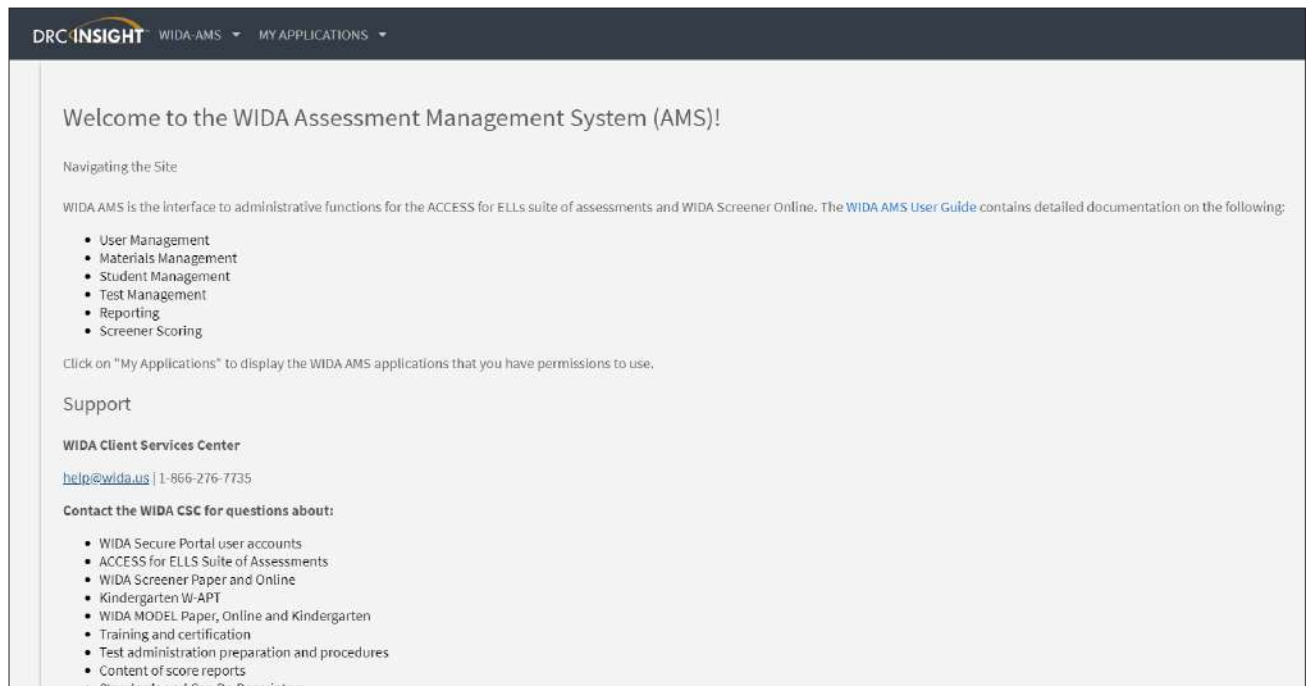 DRC INSIGHT WIDA-AMS MY APPLICATIONS
Welcome to the WIDA Assessment Management System (AMS)!
Navigating the Site
WIDA AMS is the interface to administrative functions for the ACCESS for ELLs suite of assessments and WIDA Screener Online. The WIDA AMS User Guide contains detailed documentation on the following:
• User Management
• Materials Management
• Student Management
• Test Management
• Reporting
• Screener Scoring
Click on "My Applications" to display the WIDA AMS applications that you have permissions to use.
Support
WIDA Client Services Center
help@wida.us | 1-866-276-7735
Contact the WIDA CSC for questions about:
• WIDA Secure Portal user accounts
• ACCESS for ELLS Suite of Assessments
• WIDA Screener Paper and Online
• Kindergarten W-APT
• WIDA MODEL Paper, Online and Kindergarten
• Training and certification
• Test administration preparation and procedures
• Content of score reports